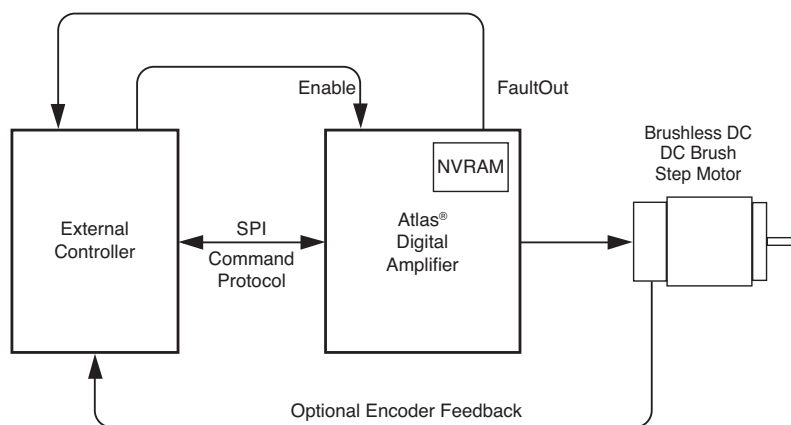 Enable
FaultOut
Brushless DC
DC Brush
Step Motor
NVRAM
External
Controller
SPI
Command
Protocol
Atlas®
Digital
Amplifier
Optional Encoder Feedback